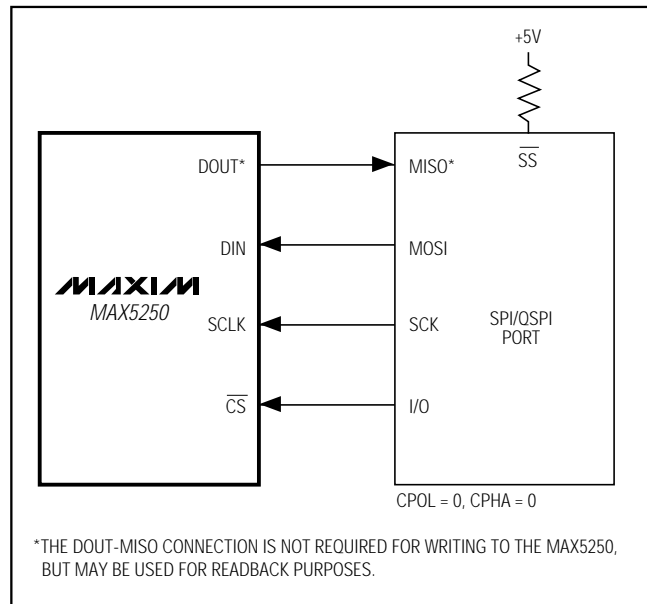 +5V
SS
DOUT* MISO*
DIN MOSI
MAXIM
MAX5250
SCLK SCK SPI/QSPI
PORT
CS I/O
CPOL = 0, CPHA = 0
*THE DOUT-MISO CONNECTION IS NOT REQUIRED FOR WRITING TO THE MAX5250,
BUT MAY BE USED FOR READBACK PURPOSES.